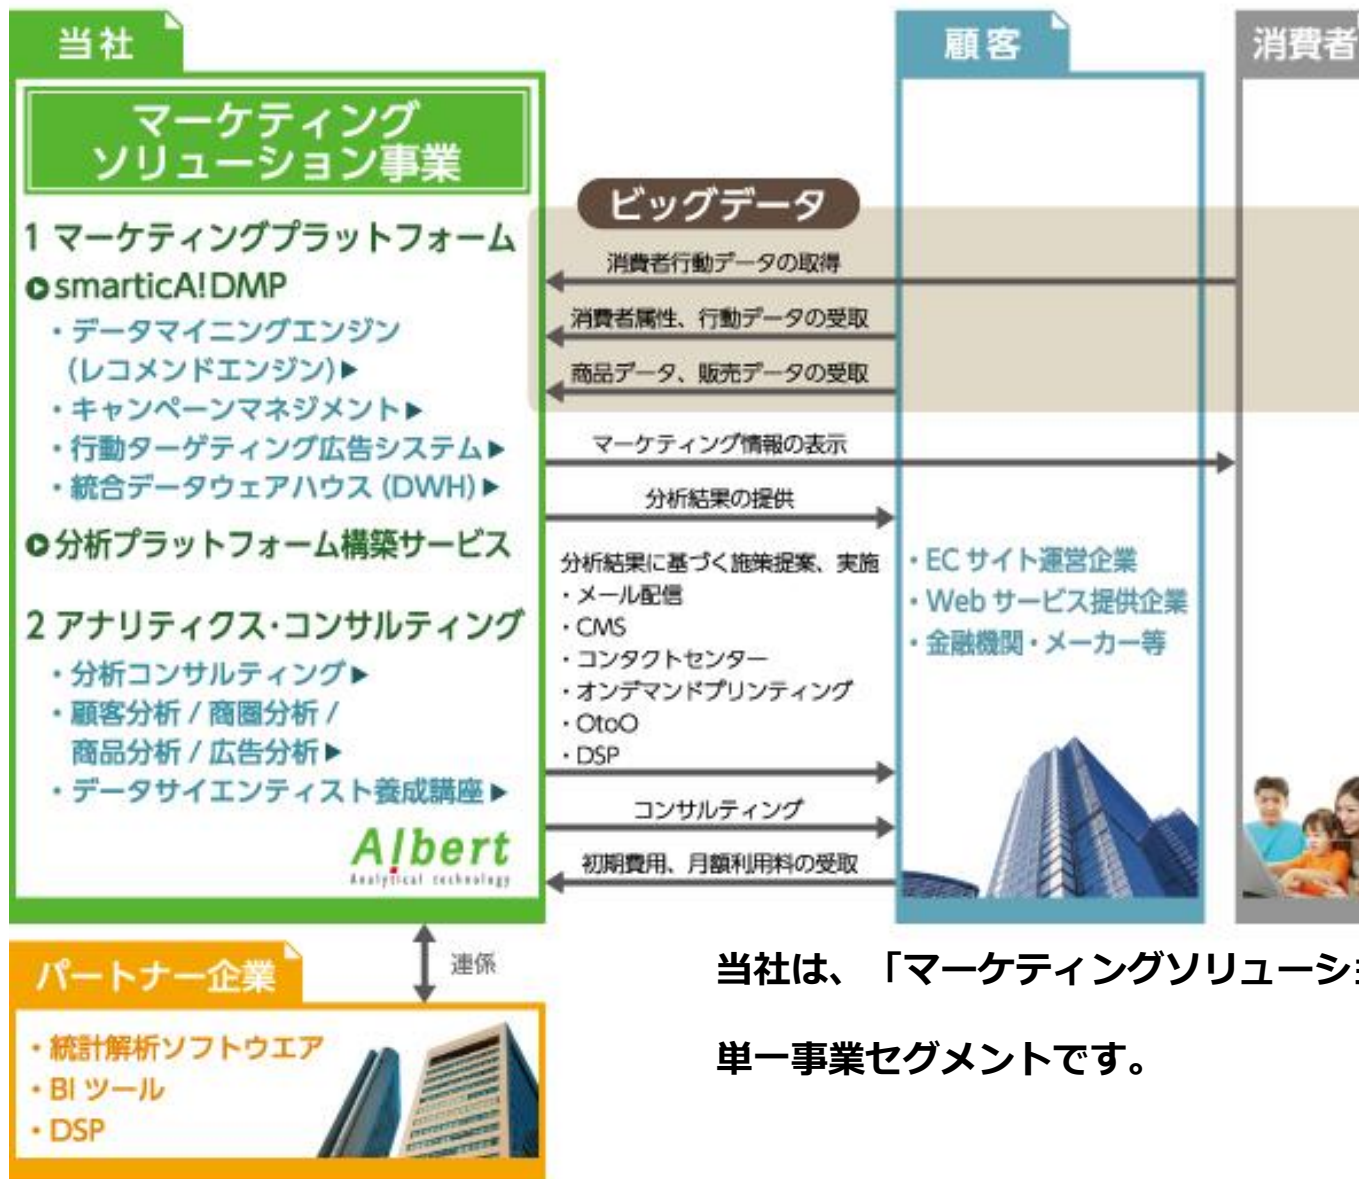 当社
マーケティング
ソリューション事業
1 マーケティングプラットフォーム
smarticA!DMP
・データマイニングエンジン
(レコメンドエンジン)▶
・キャンペーンマネジメント▶
・行動ターゲティング広告システム▶
・統合データウェアハウス (DWH)▶
分析プラットフォーム構築サービス
2 アナリティクス・コンサルティング
・分析コンサルティング▶
・顧客分析 / 商圏分析 /
商品分析 / 広告分析▶
・データサイエンティスト養成講座▶
Albert
Analytical technology
ビッグデータ
消費者行動データの取得
消費者属性、行動データの受取
商品データ、販売データの受取
マーケティング情報の表示
分析結果の提供
分析結果に基づく施策提案、実施
・メール配信
・CMS
・コンタクトセンター
・オンデマンドプリンティング
・OtoO
・DSP
コンサルティング
初期費用、月額利用料の受取
顧客
・EC サイト運営企業
・Web サービス提供企業
・金融機関・メーカー等
消費者
連係
パートナー企業
・統計解析ソフトウエア
・BI ツール
・DSP
当社は、「マーケティングソリューショ
単一事業セグメントです。